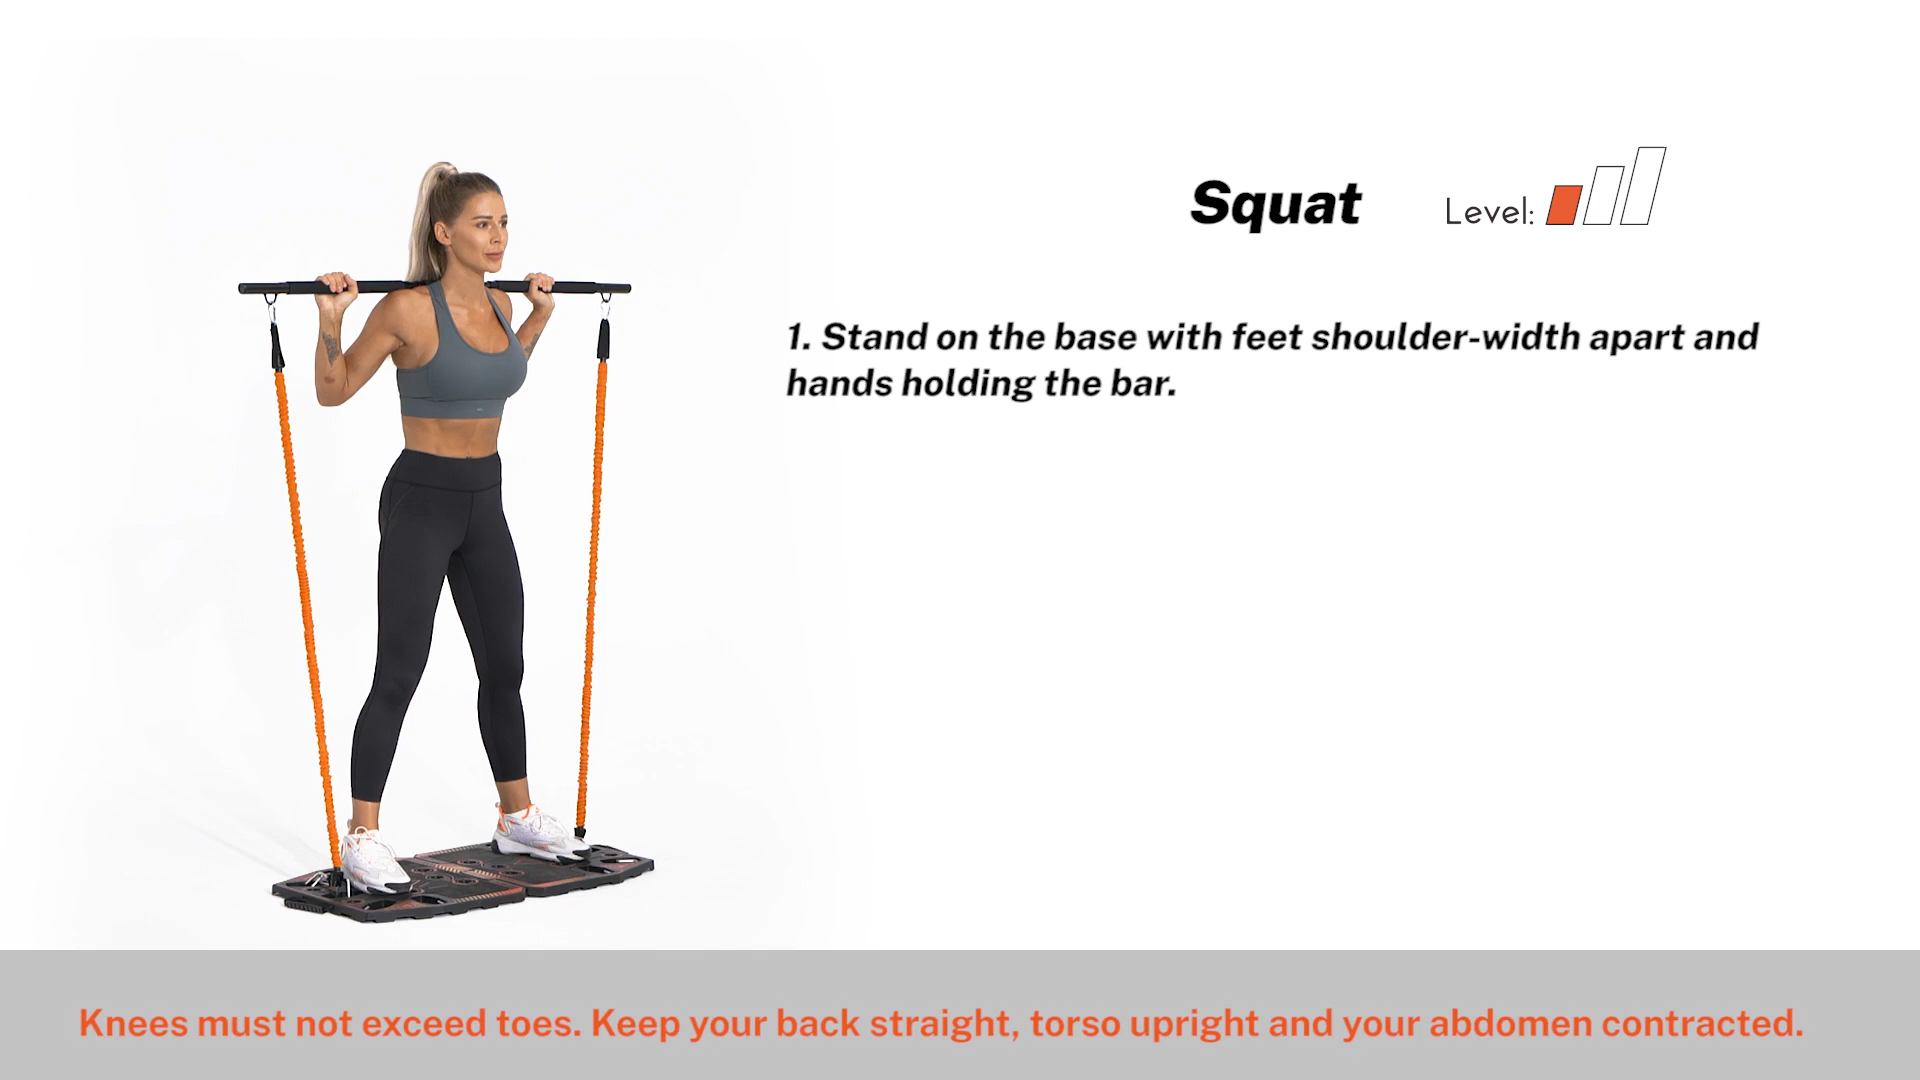 Squat
Level:
1. Stand on the base with feet shoulder-width apart and
hands holding the bar.
Knees must not exceed toes. Keep your back straight, torso upright and your abdomen contracted.